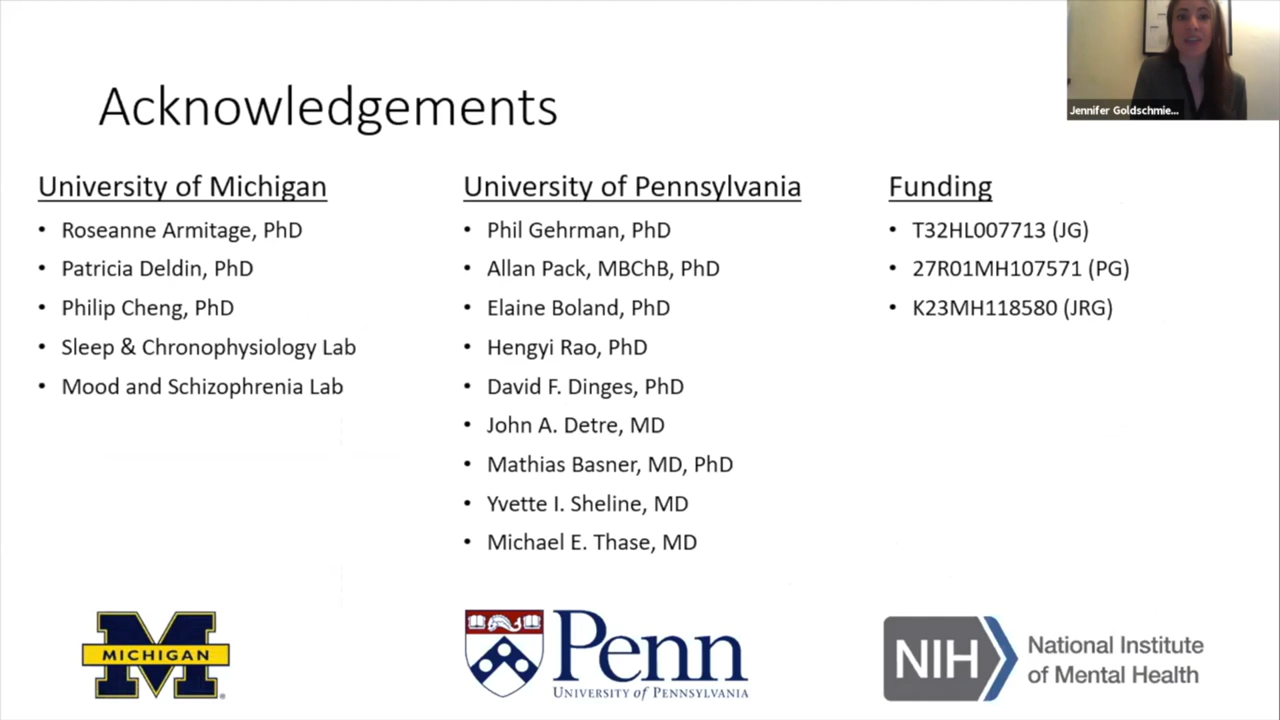 Acknowledgements
Jennifer Goldschmie...
University of Michigan
• Roseanne Armitage, PhD
• Patricia Deldin, PhD
• Philip Cheng, PhD
• Sleep & Chronophysiology Lab
• Mood and Schizophrenia Lab
University of Pennsylvania
• Phil Gehrman, PhD
• Allan Pack, MBChB, PhD
• Elaine Boland, PhD
• Hengyi Rao, PhD
• David F. Dinges, PhD
• John A. Detre, MD
• Mathias Basner, MD, PhD
• Yvette I. Sheline, MD
• Michael E. Thase, MD
Funding
• T32HL007713 (JG)
• 27R01MH107571 (PG)
• K23MH118580 (JRG)
MICHIGAN
Penn
UNIVERSITY of PENNSYLVANIA
NIH
National Institute
of Mental Health